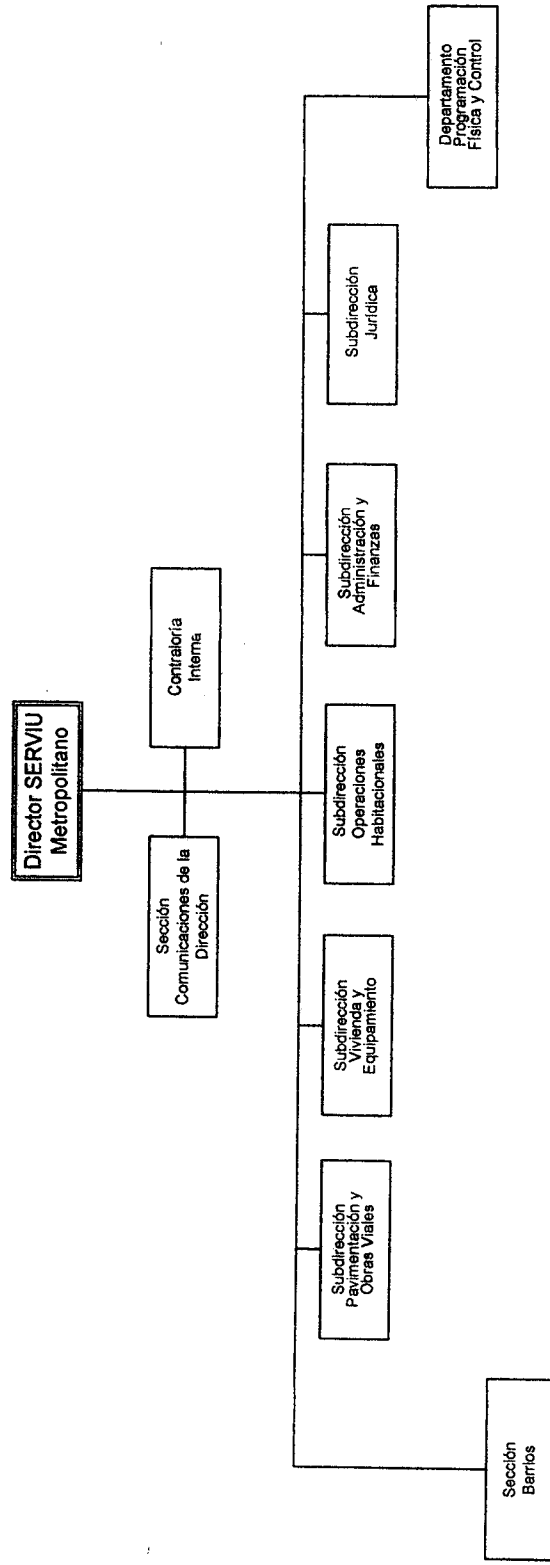 Director SERVIU
Metropolitano
Sección
Comunicaciones de la
Dirección
Contraloría
Interna
Sección
Barrios
Subdirección
Pavimentación y
Obras Viales
Subdirección
Vivienda y
Equipamiento
Subdirección
Operaciones
Habitacionales
Subdirección
Administración y
Finanzas
Subdirección
Jurídica
Departamento
Programación
Física y Control